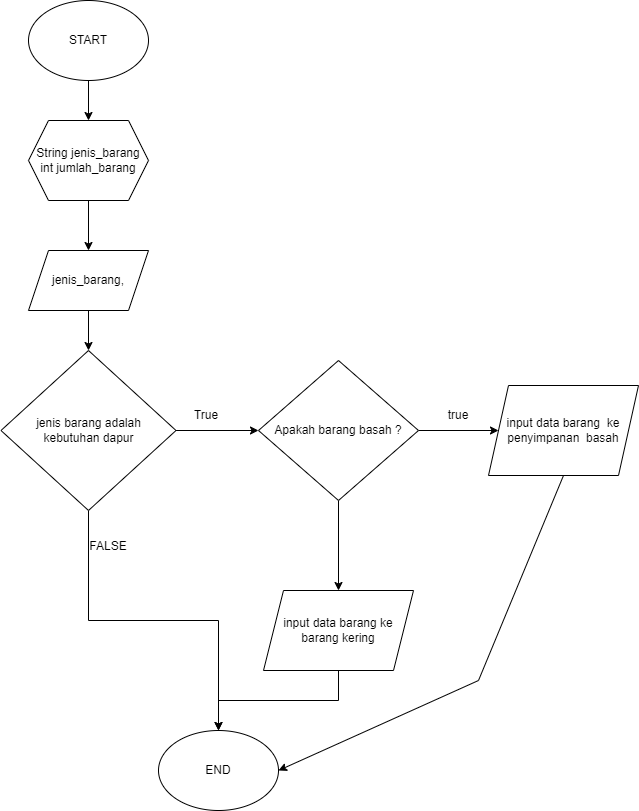 START
String jenis_barang
int jumlah_barang
jenis_barang,
jenis barang adalah
kebutuhan dapur
True
Apakah barang basah ?
true
input data barang  ke
penyimpanan  basah
FALSE
input data barang ke
barang kering
END